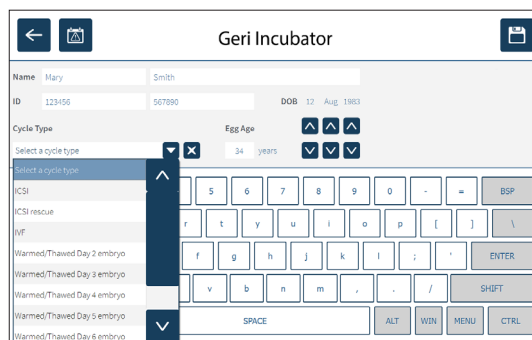 Geri Incubator
Name Mary Smith
ID 123456 567890 DOB 12 Aug 1983
Cycle Type Egg Age
Select a cycle type 34 years
Select a cycle type
ICSI 5 6 7 8 9 0 - = BSP
ICSI rescue r t y u i o p [ ] \
IVF
Warmed/Thawed Day 2 embryo f g h j k l ; ' ENTER
Warmed/Thawed Day 3 embryo
Warmed/Thawed Day 4 embryo v b n m , . / SHIFT
Warmed/Thawed Day 5 embryo SPACE ALT WIN MENU CTRL
Warmed/Thawed Day 6 embryo